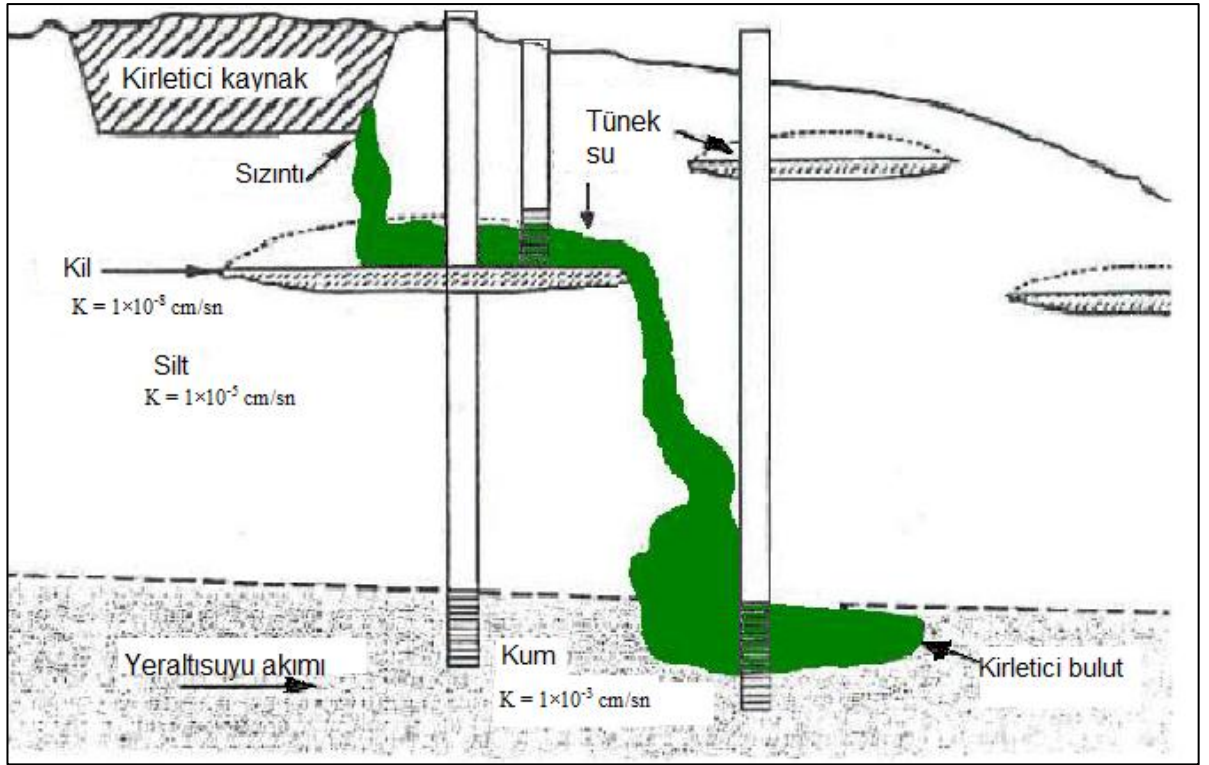 Kirletici kaynak
Sızıntı
Tünek
su
Kil
K = 1×10⁻⁸ cm/sn
Silt
K = 1×10⁻⁵ cm/sn
Yeraltısuyu akımı
Kum
K = 1×10⁻³ cm/sn
Kirletici bulut